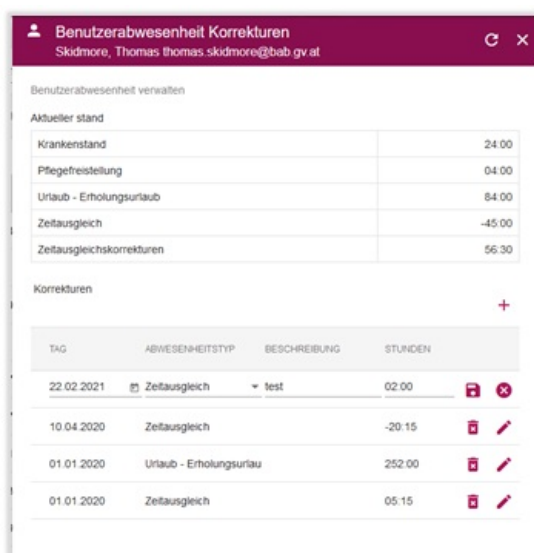 Benutzerabwesenheit Korrekturen
Skidmore, Thomas thomas.skidmore@bab.gv.at
Benutzerabwesenheit verwalten
Aktueller stand
Krankenstand 24:00
Pflegefreistellung 04:00
Urlaub - Erholungsurlaub 84:00
Zeitausgleich -45:00
Zeitausgleichskorrekturen 56:30
Korrekturen
TAG ABWESENHEITSTYP BESCHREIBUNG STUNDEN
22.02.2021 Zeitausgleich test 02:00
10.04.2020 Zeitausgleich -20:15
01.01.2020 Urlaub - Erholungsurlau 252:00
01.01.2020 Zeitausgleich 05:15